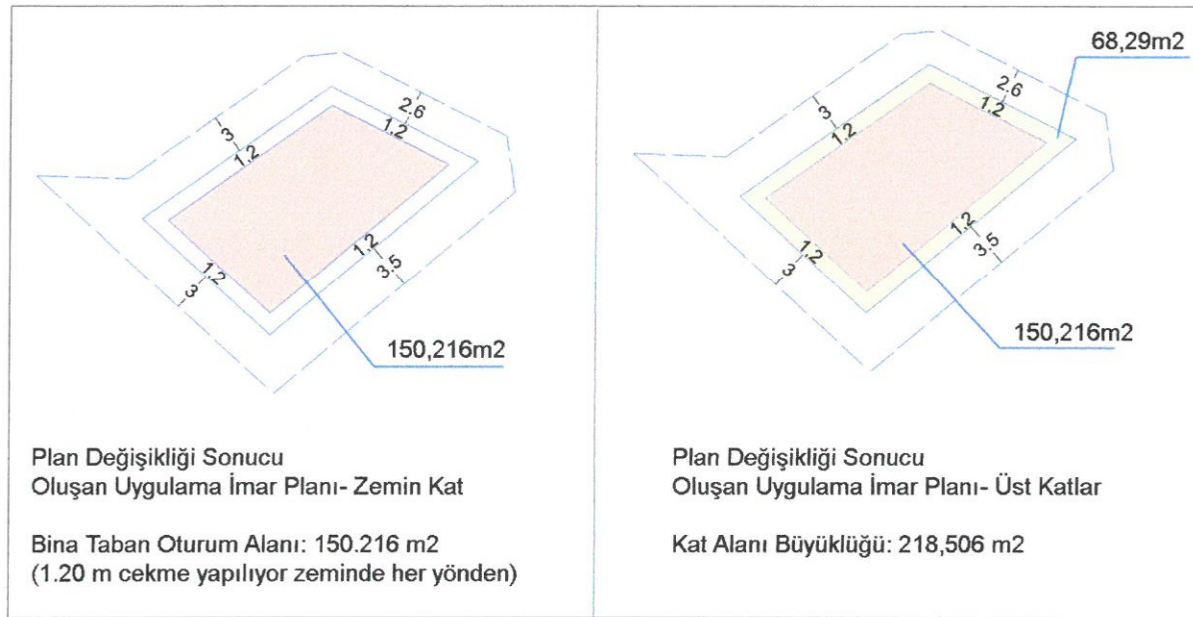 3
1.2
2.6
1.2
1.2
3
1.2
3.5
150,216m2
Plan Değişikliği Sonucu
Oluşan Uygulama İmar Planı- Zemin Kat
Bina Taban Oturum Alanı: 150.216 m2
(1.20 m cekme yapılıyor zeminde her yönden)
68,29m2
3
1.2
2.6
1.2
1.2
3
1.2
3.5
150,216m2
Plan Değişikliği Sonucu
Oluşan Uygulama İmar Planı- Üst Katlar
Kat Alanı Büyüklüğü: 218,506 m2